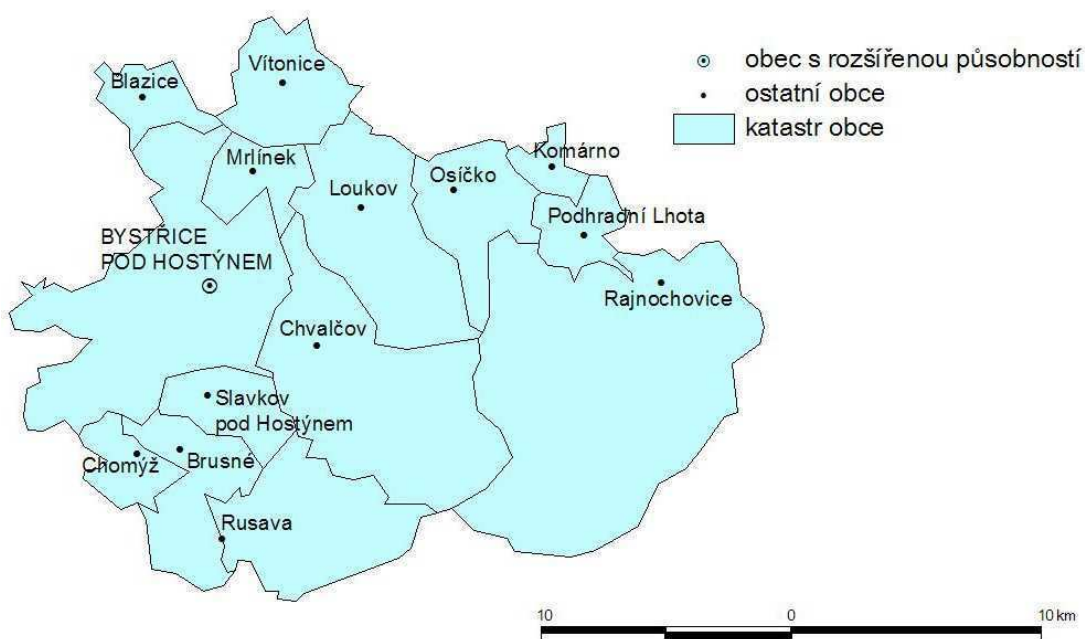 Vítonice
Blazice
obec s rozšířenou působností
ostatní obce
katastr obce
Mrlínek
Komárno
Osíčko
Loukov
Podhradní Lhota
BYSTŘICE
POD HOSTÝNEM
Rajnochovice
Chvalčov
Slavkov
pod Hostýnem
Chomýž
Brusné
Rusava
10 0 10 km